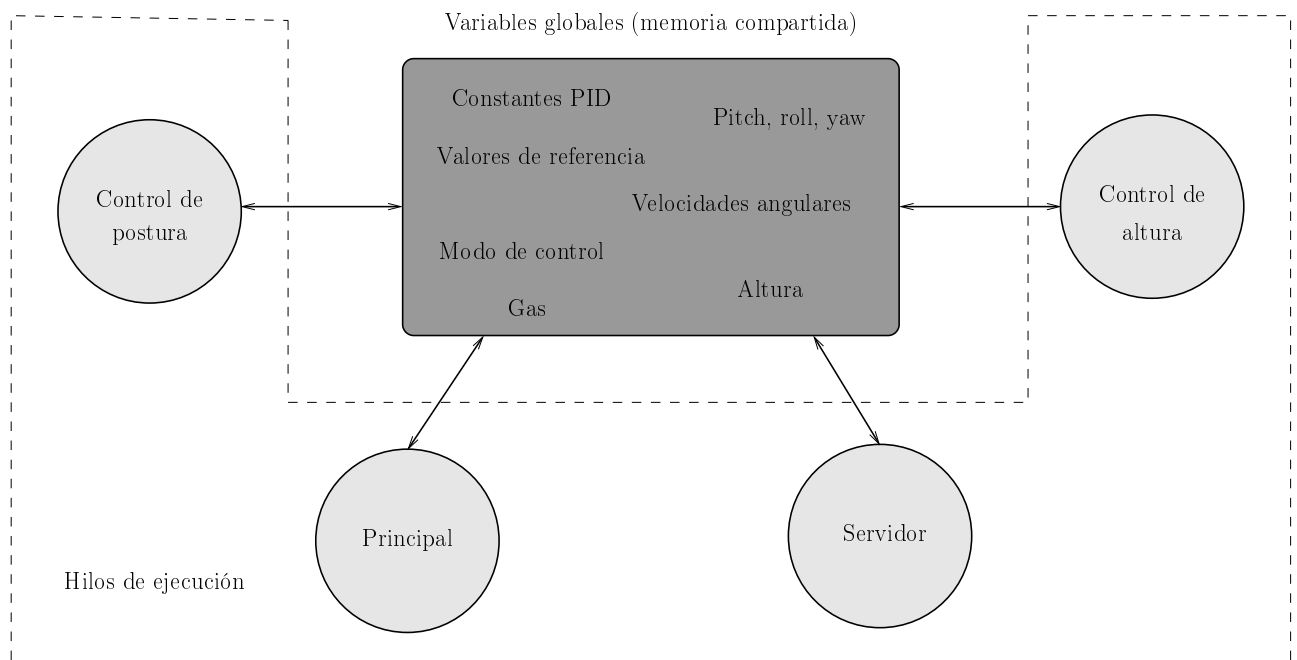 Variables globales (memoria compartida)
Constantes PID
Pitch, roll, yaw
Valores de referencia
Velocidades angulares
Modo de control
Altura
Gas
Control de
postura
Control de
altura
Principal
Servidor
Hilos de ejecución